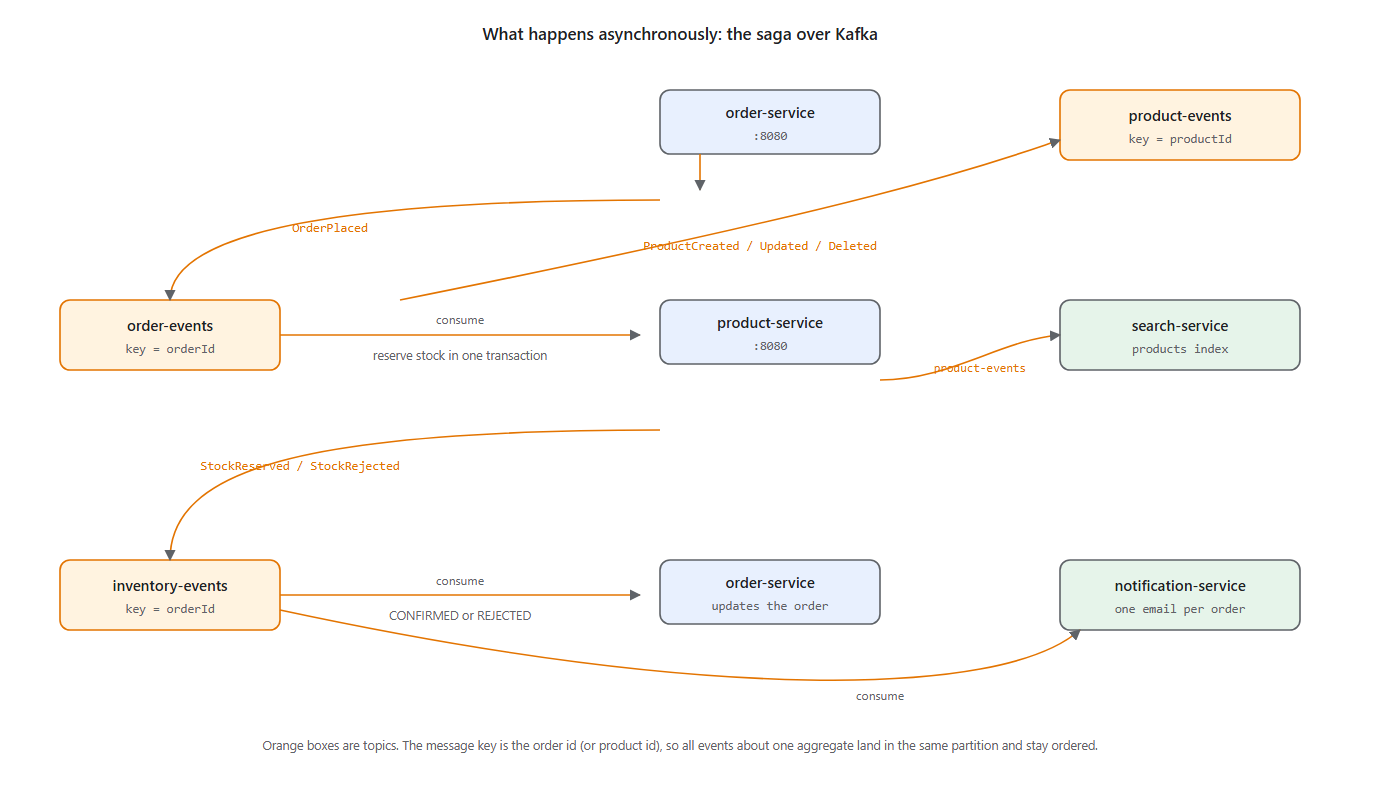 What happens asynchronously: the saga over Kafka
order-service
:8080
product-events
key = productId
OrderPlaced
ProductCreated / Updated / Deleted
order-events
key = orderId
consume
reserve stock in one transaction
product-service
:8080
search-service
products index
product-events
StockReserved / StockRejected
inventory-events
key = orderId
consume
CONFIRMED or REJECTED
order-service
updates the order
notification-service
one email per order
consume
Orange boxes are topics. The message key is the order id (or product id), so all events about one aggregate land in the same partition and stay ordered.